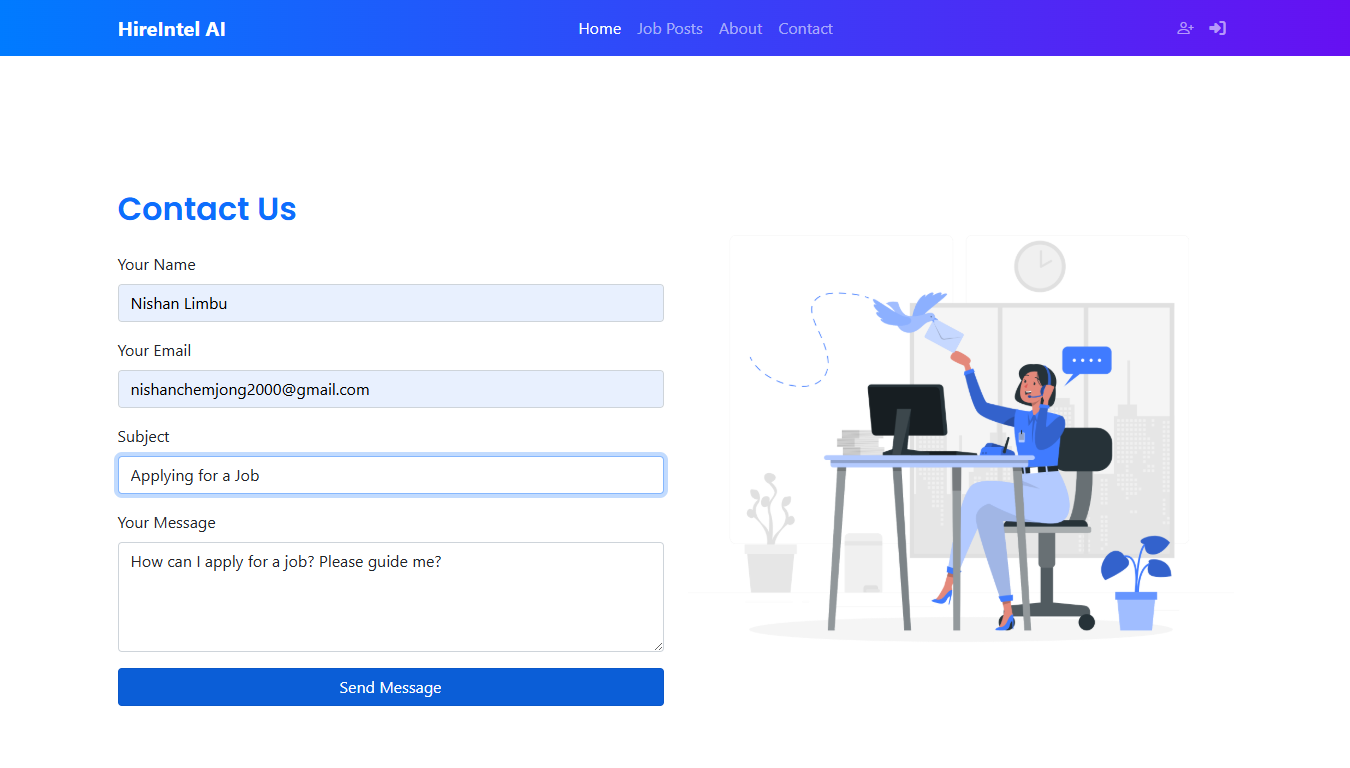 HireIntel AI
Home Job Posts About Contact
Contact Us
Your Name
Nishan Limbu
Your Email
nishanchemjong2000@gmail.com
Subject
Applying for a Job
Your Message
How can I apply for a job? Please guide me?
Send Message